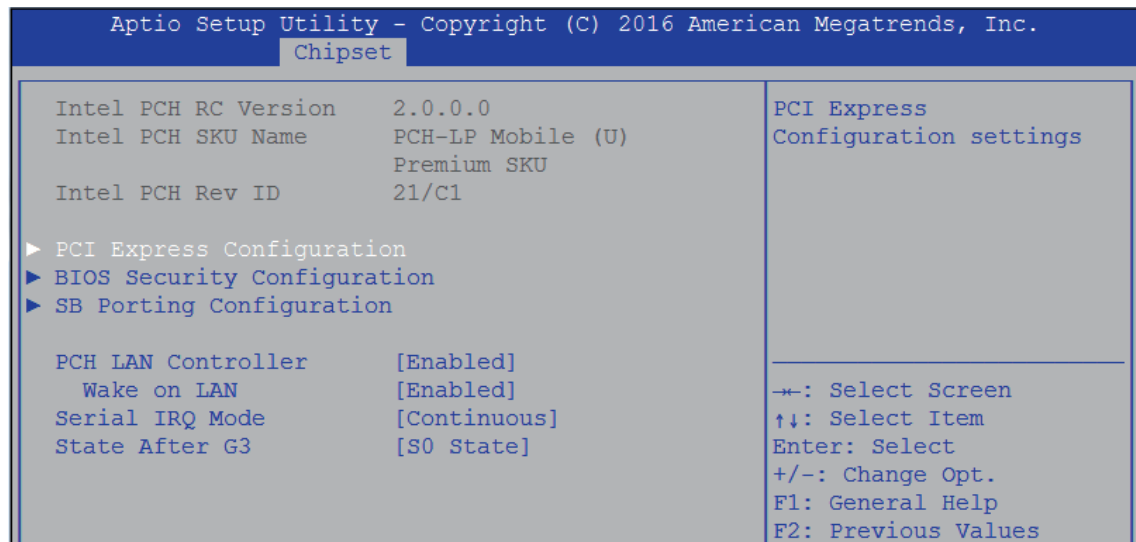 Aptio Setup Utility - Copyright (C) 2016 American Megatrends, Inc.
Chipset
Intel PCH RC Version 2.0.0.0
Intel PCH SKU Name PCH-LP Mobile (U)
Premium SKU
Intel PCH Rev ID 21/C1
► PCI Express Configuration
► BIOS Security Configuration
► SB Porting Configuration
PCH LAN Controller [Enabled]
Wake on LAN [Enabled]
Serial IRQ Mode [Continuous]
State After G3 [S0 State]
PCI Express
Configuration settings
→←: Select Screen
↑↓: Select Item
Enter: Select
+/-: Change Opt.
F1: General Help
F2: Previous Values